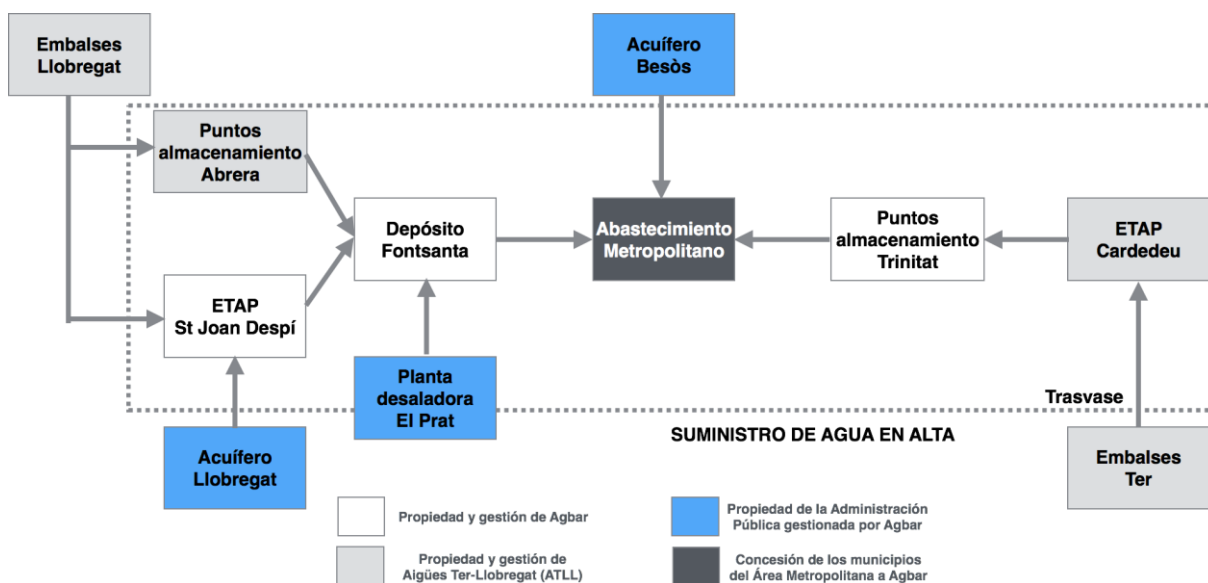 Embalses
Llobregat
Acuífero
Besòs
Puntos
almacenamiento
Abrera
Depósito
Fontsanta
Abastecimiento
Metropolitano
Puntos
almacenamiento
Trinitat
ETAP
Cardedeu
ETAP
St Joan Despí
Planta
desaladora
El Prat
Trasvase
SUMINISTRO DE AGUA EN ALTA
Acuífero
Llobregat
Embalses
Ter
Propiedad y gestión de Agbar
Propiedad de la Administración
Pública gestionada por Agbar
Propiedad y gestión de
Aigües Ter-Llobregat (ATLL)
Concesión de los municipios
del Área Metropolitana a Agbar